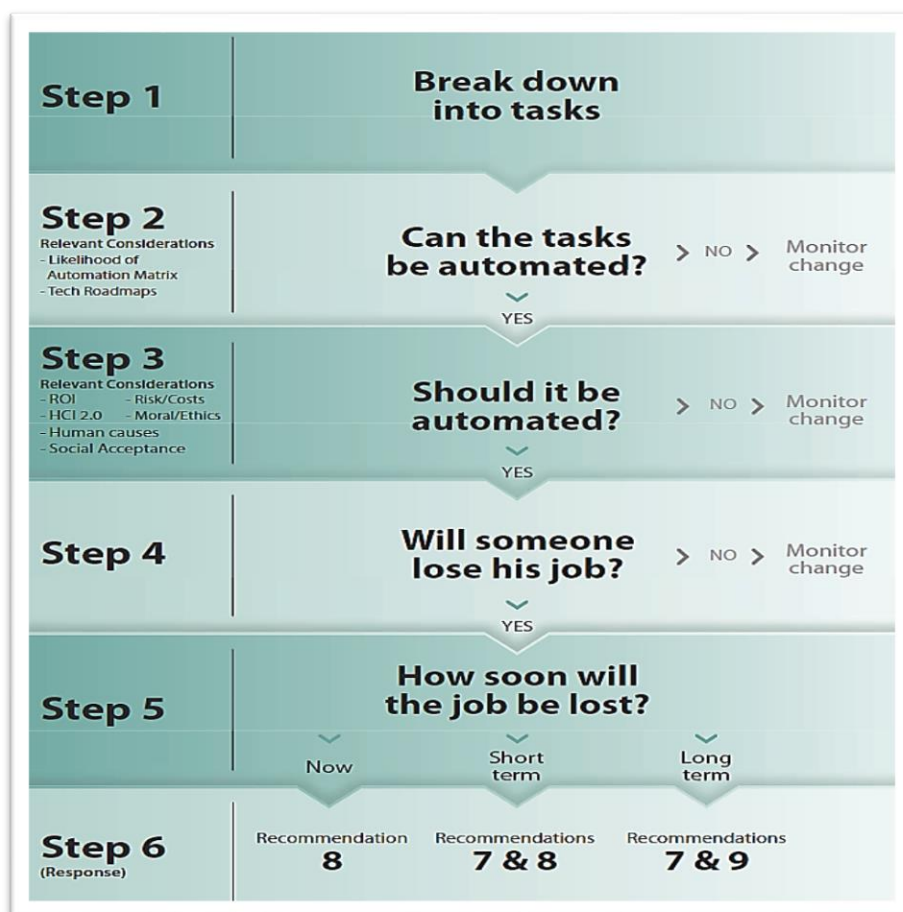 Step 1
Break down
into tasks
Step 2
Relevant Considerations
- Likelihood of
Automation Matrix
- Tech Roadmaps
Can the tasks
be automated?
NO
Monitor
change
YES
Step 3
Relevant Considerations
- ROI - Risk/Costs
- HCI 2.0 - Moral/Ethics
- Human causes
- Social Acceptance
Should it be
automated?
NO
Monitor
change
YES
Step 4
Will someone
lose his job?
NO
Monitor
change
YES
Step 5
How soon will
the job be lost?
Now
Short
term
Long
term
Step 6
(Response)
Recommendation
8
Recommendations
7 & 8
Recommendations
7 & 9